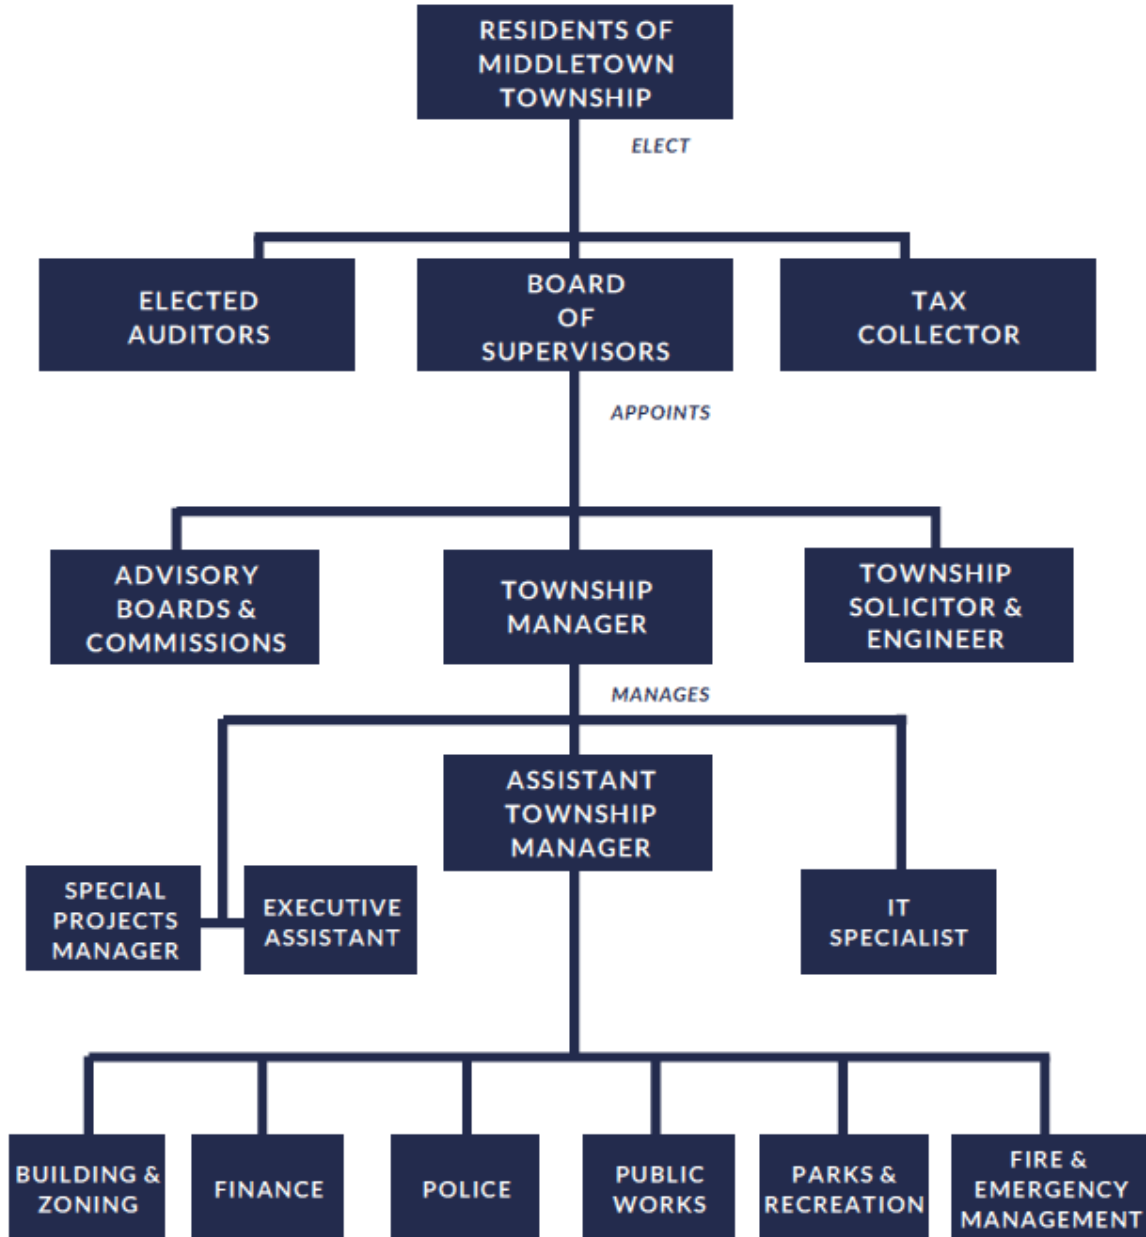 RESIDENTS OF
MIDDLETOWN
TOWNSHIP
ELECT
ELECTED
AUDITORS
BOARD
OF
SUPERVISORS
TAX
COLLECTOR
APPOINTS
ADVISORY
BOARDS &
COMMISSIONS
TOWNSHIP
MANAGER
TOWNSHIP
SOLICITOR &
ENGINEER
MANAGES
ASSISTANT
TOWNSHIP
MANAGER
SPECIAL
PROJECTS
MANAGER
EXECUTIVE
ASSISTANT
IT
SPECIALIST
BUILDING &
ZONING
FINANCE
POLICE
PUBLIC
WORKS
PARKS &
RECREATION
FIRE &
EMERGENCY
MANAGEMENT